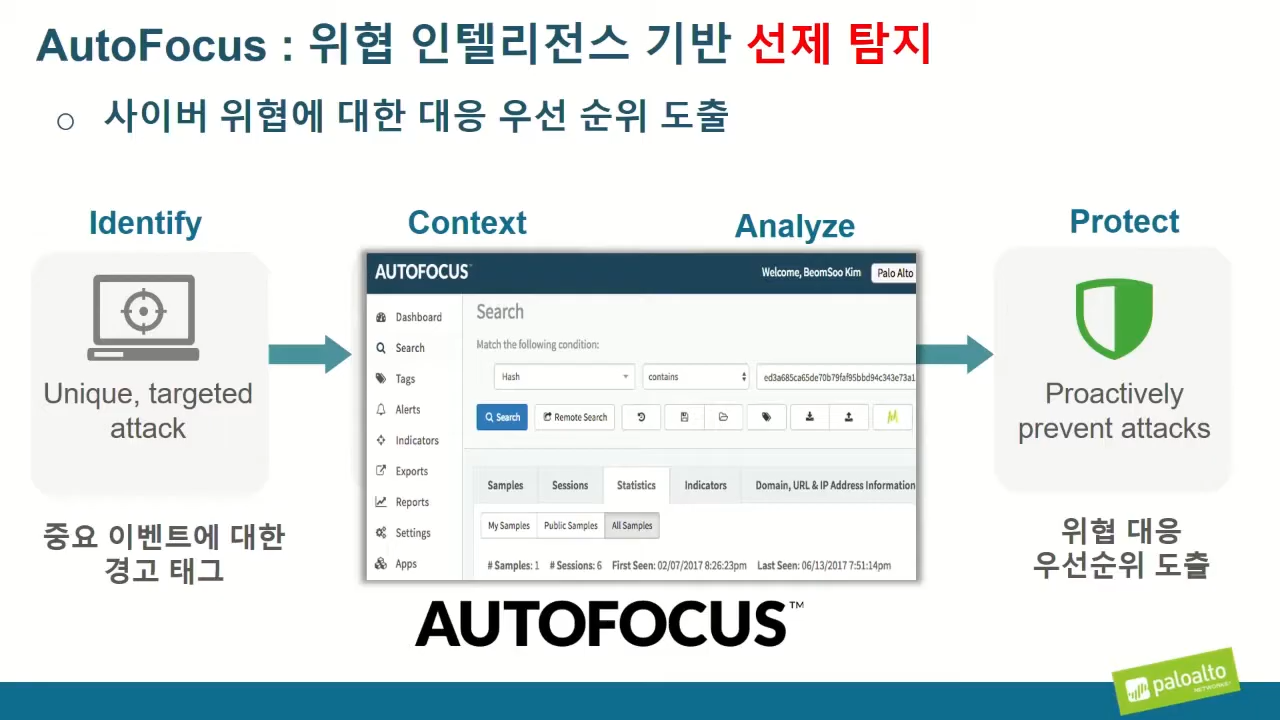 AutoFocus : 위협 인텔리전스 기반 선제 탐지
○ 사이버 위협에 대한 대응 우선 순위 도출
Identify
Context
Analyze
Protect
Unique, targeted
attack
중요 이벤트에 대한
경고 태그
AUTOFOCUS™
Welcome, BeomSoo Kim
Palo Alto
Dashboard
Search
Tags
Alerts
Indicators
Exports
Reports
Settings
Apps
Search
Match the following condition:
Hash
contains
ed3a685ca65de70b79faf95bbd94c343e73a1
Search
Remote Search
Samples
Sessions
Statistics
Indicators
Domain, URL & IP Address Information
My Samples
Public Samples
All Samples
# Samples: 1 # Sessions: 6 First Seen: 02/07/2017 8:26:23pm Last Seen: 06/13/2017 7:51:14pm
Proactively
prevent attacks
위협 대응
우선순위 도출
AUTOFOCUS™
paloalto
NETWORKS